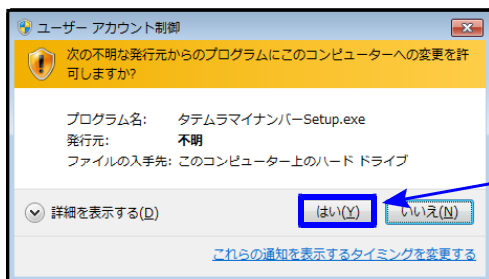 ユーザー アカウント制御
次の不明な発行元からのプログラムにこのコンピューターへの変更を許
可しますか?
プログラム名: タテムラマイナンバーSetup.exe
発行元: 不明
ファイルの入手先: このコンピューター上のハード ドライブ
詳細を表示する(D) はい(Y) いいえ(N)
これらの通知を表示するタイミングを変更する